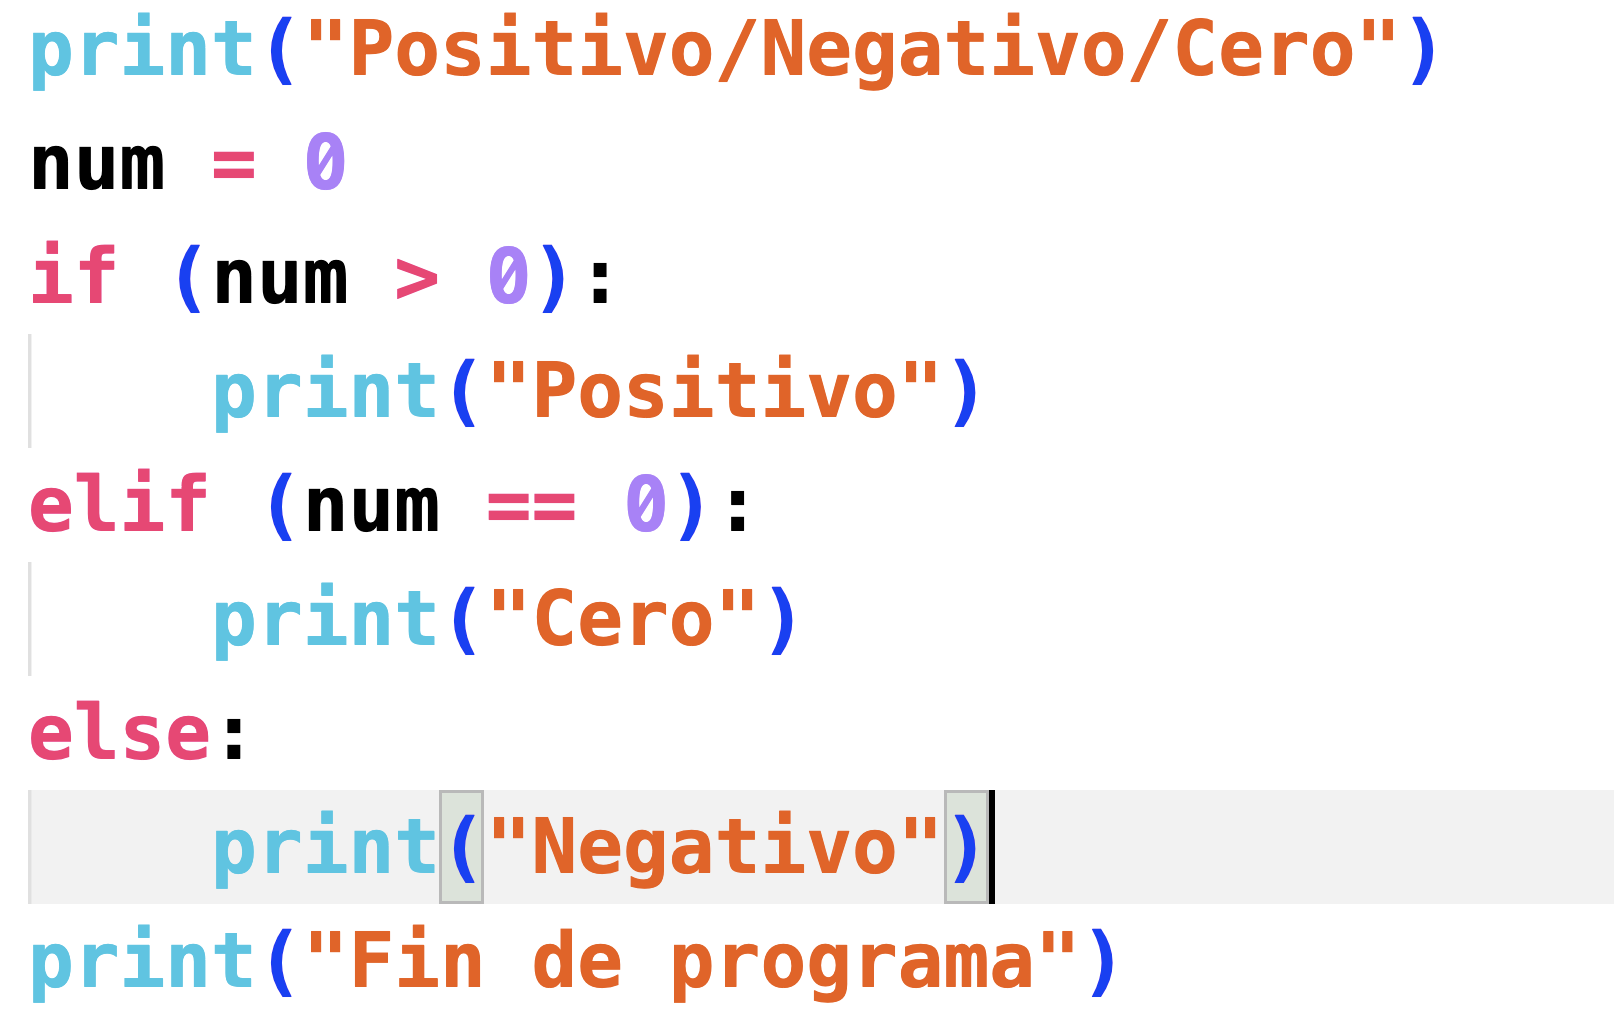 print("Positivo/Negativo/Cero")
num = 0
if (num > 0):
    print("Positivo")
elif (num == 0):
    print("Cero")
else:
    print("Negativo")
print("Fin de programa")